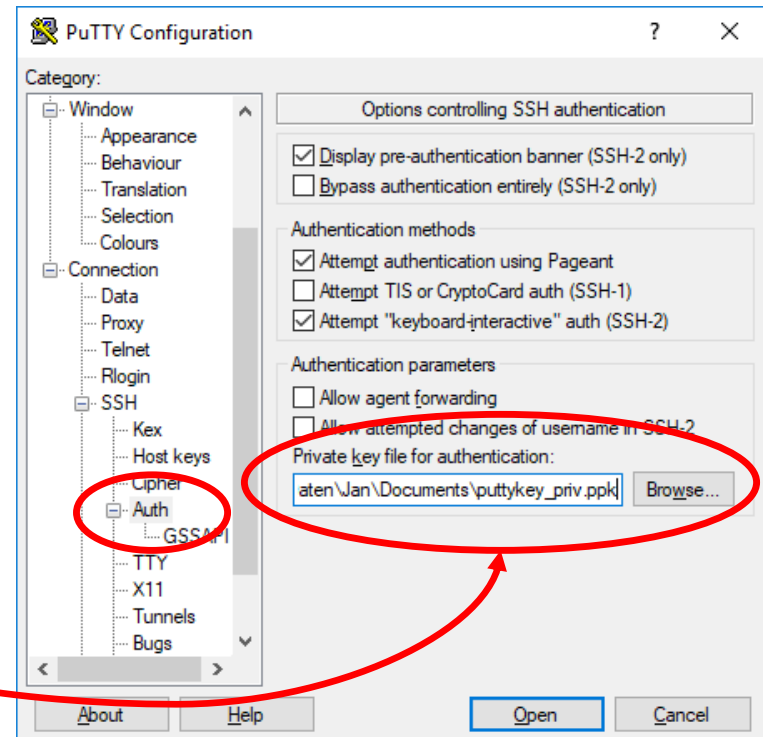 PuTTY Configuration
Category:
Window
Appearance
Behaviour
Translation
Selection
Colours
Connection
Data
Proxy
Telnet
Rlogin
SSH
Kex
Host keys
Cipher
Auth
GSSAPI
TTY
X11
Tunnels
Bugs
Options controlling SSH authentication
Display pre-authentication banner (SSH-2 only)
Bypass authentication entirely (SSH-2 only)
Authentication methods
Attempt authentication using Pageant
Attempt TIS or CryptoCard auth (SSH-1)
Attempt "keyboard-interactive" auth (SSH-2)
Authentication parameters
Allow agent forwarding
Allow attempted changes of username in SSH-2
Private key file for authentication:
aten\Jan\Documents\puttykey_priv.ppk Browse...
About Help Open Cancel